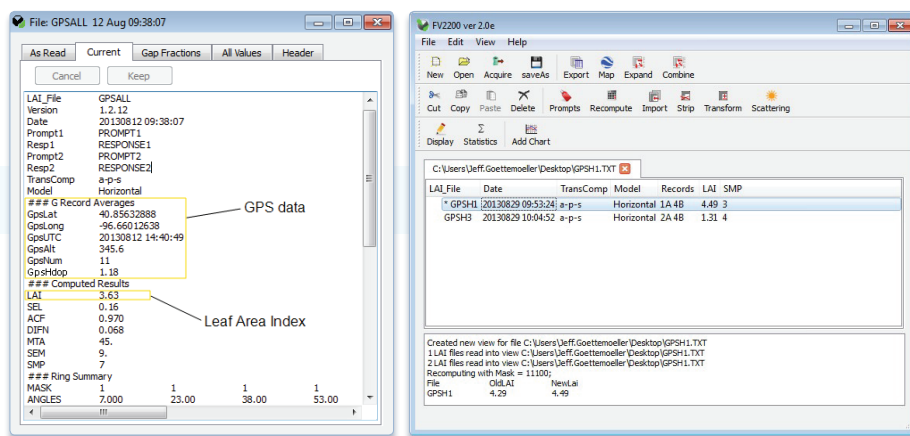 File: GPSALL 12 Aug 09:38:07
As Read Current Gap Fractions All Values Header
Cancel Keep
LAI_File GPSALL
Version 1.2.12
Date 20130812 09:38:07
Prompt1 PROMPT1
Resp1 RESPONSE1
Prompt2 PROMPT2
Resp2 RESPONSE2
TransComp a-p-s
Model Horizontal
### G Record Averages
GpsLat 40.85632888
GpsLong -96.66012638
GpsUTC 20130812 14:40:49
GpsAlt 345.6
GpsNum 11
GpsHdop 1.18
### Computed Results
LAI 3.63
SEL 0.16
ACF 0.970
DIFN 0.068
MTA 45.
SEM 9.
SMP 7
### Ring Summary
MASK 1 1 1 1
ANGLES 7.000 23.00 38.00 53.00
GPS data
Leaf Area Index
FV2200 ver 2.0e
File Edit View Help
New Open Acquire saveAs Export Map Expand Combine
Cut Copy Paste Delete Prompts Recompute Import Strip Transform Scattering
Display Statistics Add Chart
C:\Users\Jeff.Goettemoeller\Desktop\GPSH1.TXT
LAI_File Date TransComp Model Records LAI SMP
* GPSH1 20130829 09:53:24 a-p-s Horizontal 1A 4B 4.49 3
GPSH3 20130829 10:04:52 a-p-s Horizontal 2A 4B 1.31 4
Created new view for file C:\Users\Jeff.Goettemoeller\Desktop\GPSH1.TXT
1 LAI files read into view C:\Users\Jeff.Goettemoeller\Desktop\GPSH1.TXT
2 LAI files read into view C:\Users\Jeff.Goettemoeller\Desktop\GPSH1.TXT
Recomputing with Mask = 11100;
File OldLAI NewLai
GPSH1 4.29 4.49